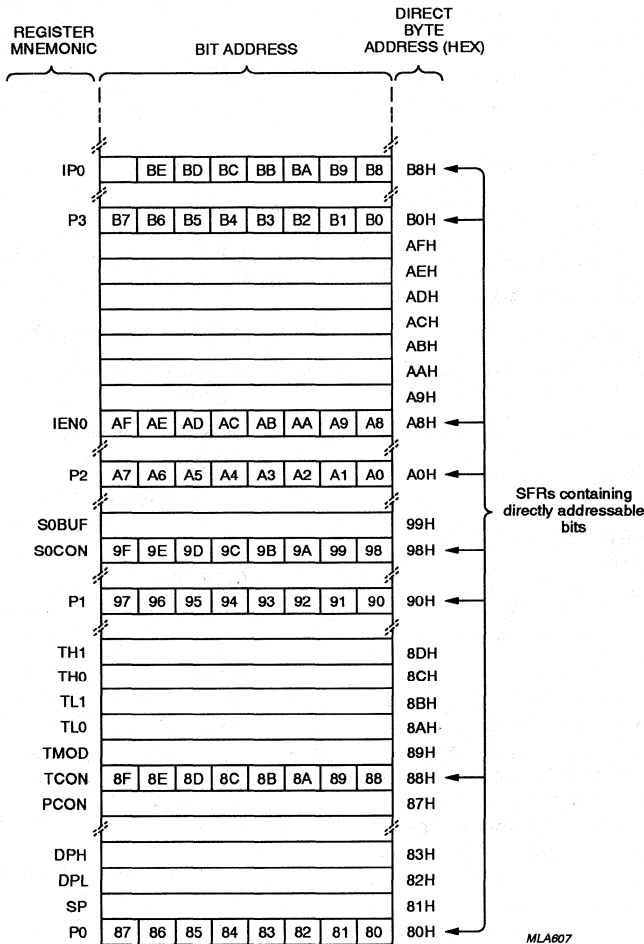 REGISTER
MNEMONIC
BIT ADDRESS
DIRECT
BYTE
ADDRESS (HEX)
IP0 BE BD BC BB BA B9 B8 B8H
P3 B7 B6 B5 B4 B3 B2 B1 B0 B0H
AFH
AEH
ADH
ACH
ABH
AAH
A9H
IEN0 AF AE AD AC AB AA A9 A8 A8H
P2 A7 A6 A5 A4 A3 A2 A1 A0 A0H
SFRs containing
directly addressable
bits
S0BUF 99H
S0CON 9F 9E 9D 9C 9B 9A 99 98 98H
P1 97 96 95 94 93 92 91 90 90H
TH1 8DH
TH0 8CH
TL1 8BH
TL0 8AH
TMOD 89H
TCON 8F 8E 8D 8C 8B 8A 89 88 88H
PCON 87H
DPH 83H
DPL 82H
SP 81H
P0 87 86 85 84 83 82 81 80 80H
MLA607